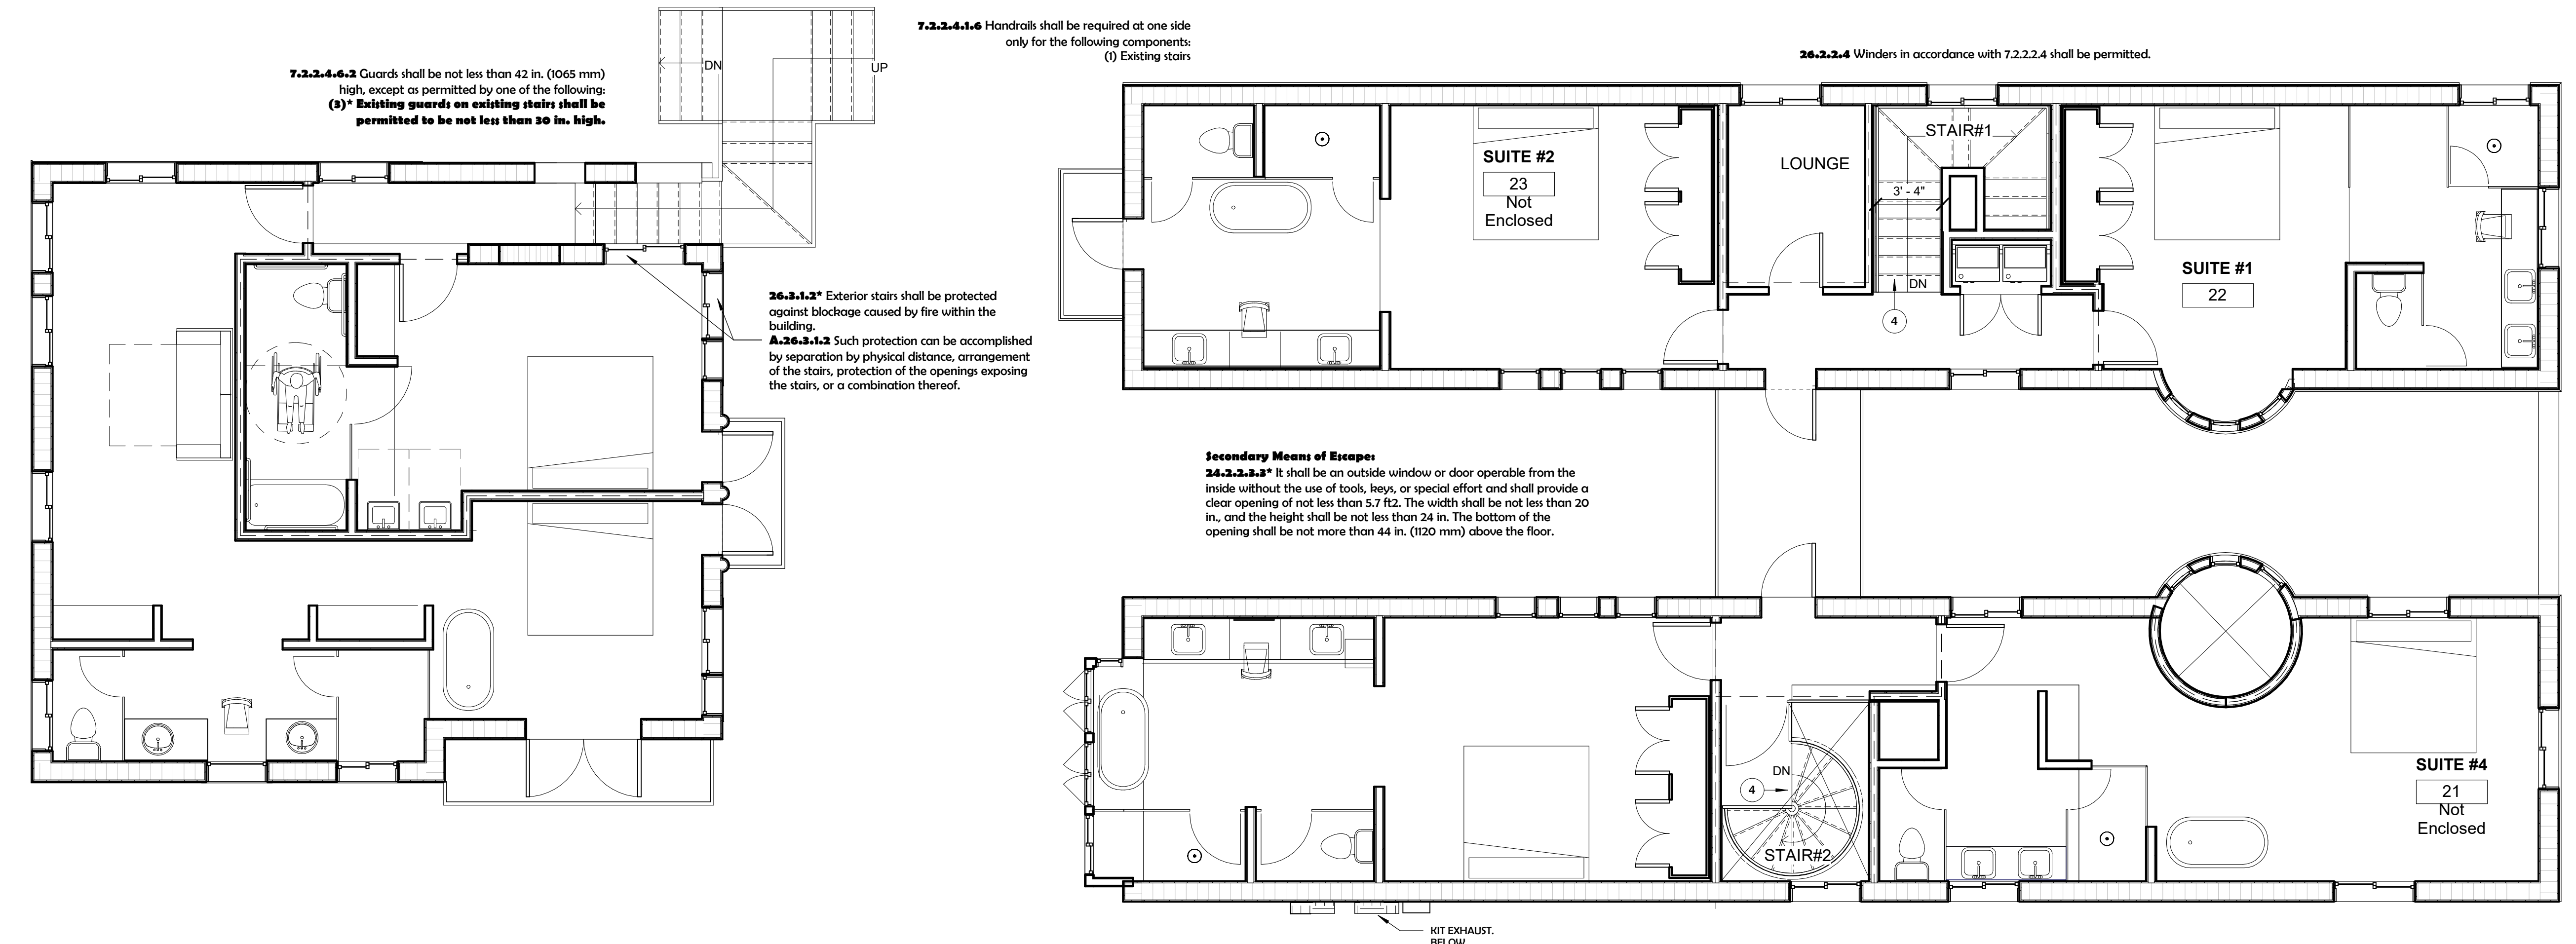 7.2.2.4.6.2 Guards shall be not less than 42 in. (1065 mm)
high, except as permitted by one of the following:
(3)* Existing guards on existing stairs shall be
permitted to be not less than 30 in. high.
DN
UP
7.2.2.4.1.6 Handrails shall be required at one side
only for the following components:
(1) Existing stairs
26.2.2.4 Winders in accordance with 7.2.2.2.4 shall be permitted.
26.3.1.2* Exterior stairs shall be protected
against blockage caused by fire within the
building.
A.26.3.1.2 Such protection can be accomplished
by separation by physical distance, arrangement
of the stairs, protection of the openings exposing
the stairs, or a combination thereof.
SUITE #2
23
Not
Enclosed
LOUNGE
STAIR#1
3' - 4"
DN
4
SUITE #1
22
Secondary Means of Escape:
24.2.2.3.3* It shall be an outside window or door operable from the
inside without the use of tools, keys, or special effort and shall provide a
clear opening of not less than 5.7 ft2. The width shall be not less than 20
in., and the height shall be not less than 24 in. The bottom of the
opening shall be not more than 44 in. (1120 mm) above the floor.
DN
4
STAIR#2
SUITE #4
21
Not
Enclosed
KIT EXHAUST.
BELOW